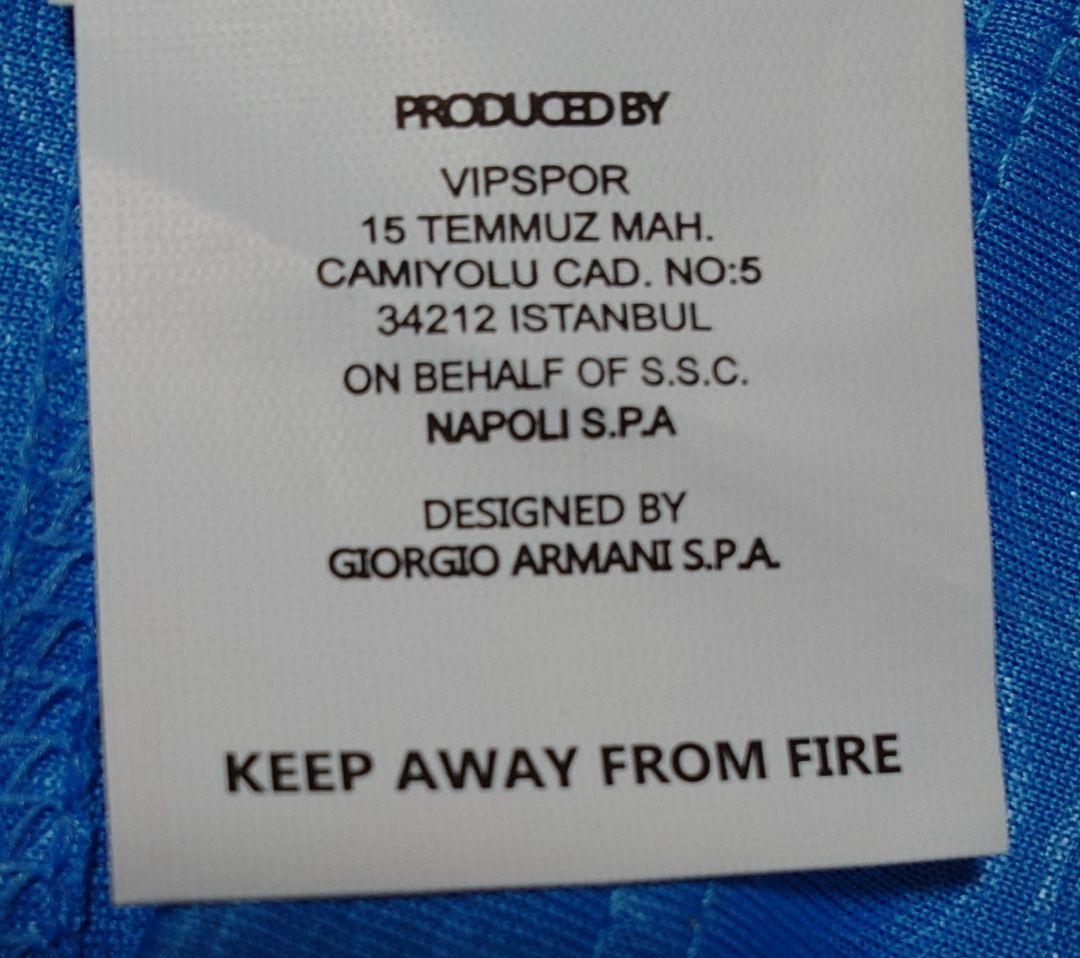 PRODUCED BY
VIPSPOR
15 TEMMUZ MAH.
CAMIYOLU CAD. NO:5
34212 ISTANBUL
ON BEHALF OF S.S.C.
NAPOLI S.P.A
DESIGNED BY
GIORGIO ARMANI S.P.A.
KEEP AWAY FROM FIRE